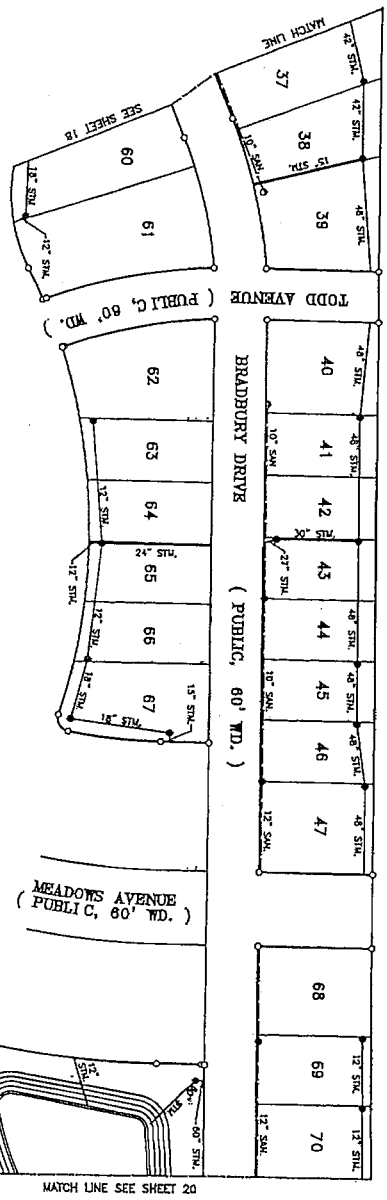 MATCH LINE
37
38
39
42" STM.
42" STM.
48" STM.
15" STM.
10" SAN.
SEE SHEET 18
60
61
18" STM
12" STM.
TODD AVENUE ( PUBLIC, 60' WD. )
BRADBURY DRIVE ( PUBLIC, 60' WD. )
40
41
42
43
44
45
46
47
48" STM.
48" STM.
30" STM.
27" STM.
48" STM.
48" STM.
48" STM.
48" STM.
10" SAN
10" SAN.
12" SAN.
62
63
64
65
66
67
12" STM.
24" STM.
12" STM.
12" STM.
18" STM.
18" STM.
15" STM.
MEADOWS AVENUE
( PUBLIC, 60' WD. )
68
69
70
12" STM.
12" STM.
12" SAN.
12" STM.
STM
60" STM.
MATCH LINE SEE SHEET 20